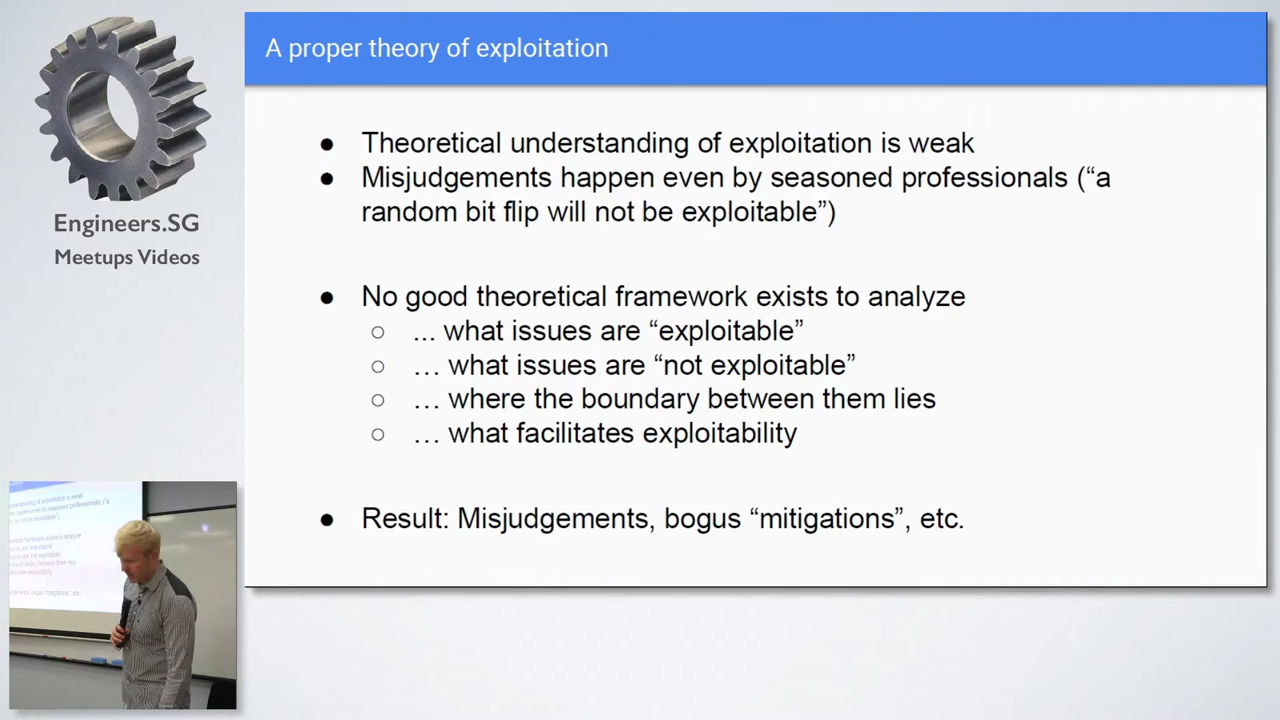 A proper theory of exploitation
Engineers.SG
Meetups Videos
● Theoretical understanding of exploitation is weak
● Misjudgements happen even by seasoned professionals (“a
random bit flip will not be exploitable”)
● No good theoretical framework exists to analyze
○ ... what issues are “exploitable”
○ … what issues are “not exploitable”
○ … where the boundary between them lies
○ … what facilitates exploitability
● Result: Misjudgements, bogus “mitigations”, etc.